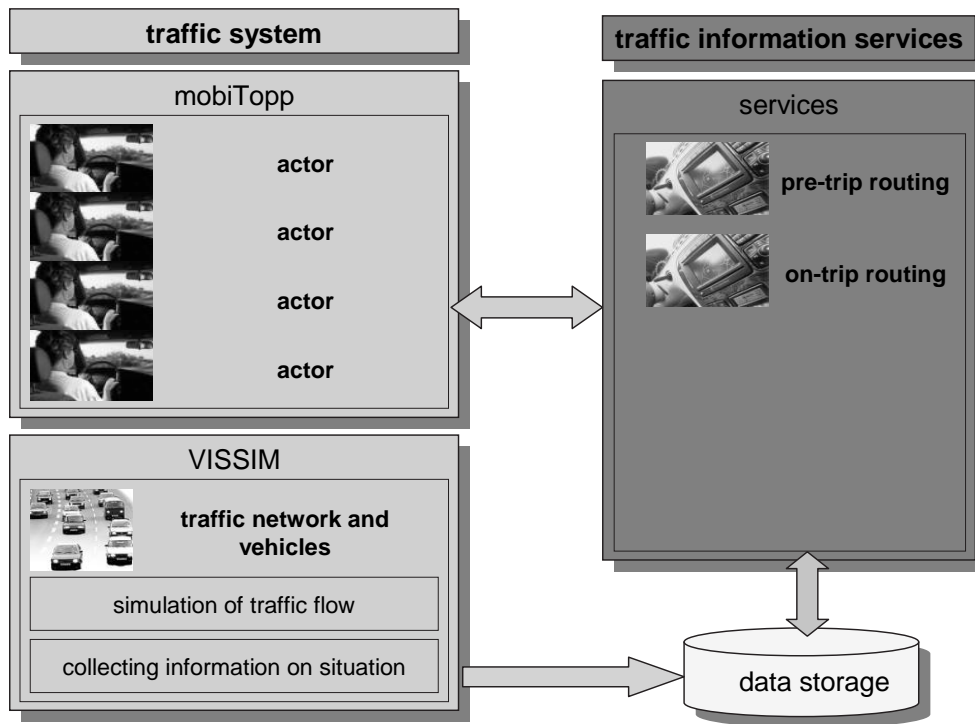 traffic system
mobiTopp
actor
actor
actor
actor
VISSIM
traffic network and
vehicles
simulation of traffic flow
collecting information on situation
traffic information services
services
pre-trip routing
on-trip routing
data storage